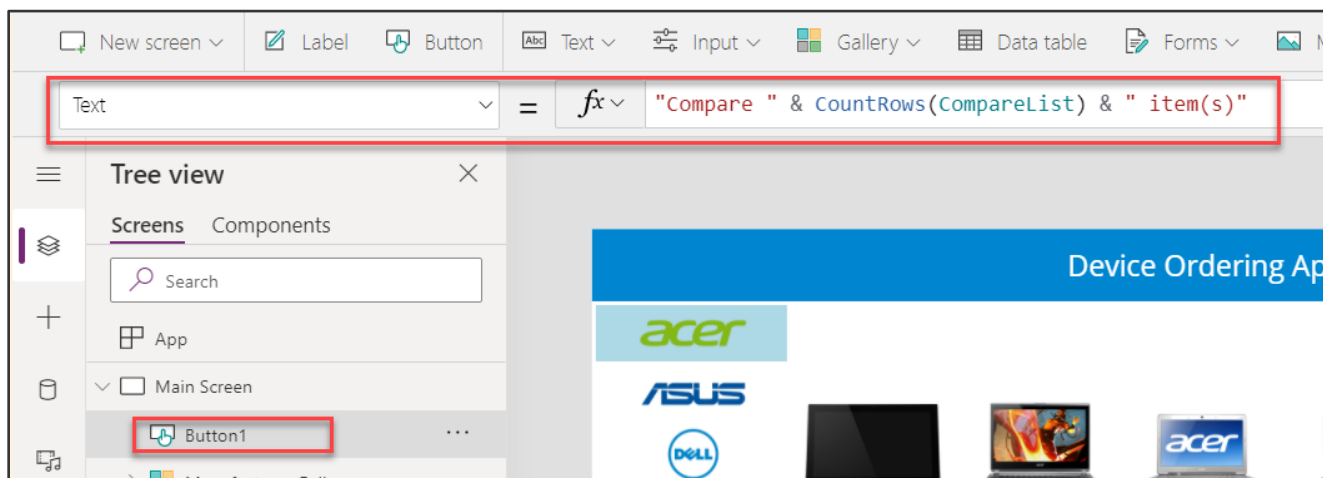 New screen Label Button Abc Text Input Gallery Data table Forms
Text = fx "Compare " & CountRows(CompareList) & " item(s)"
Tree view
Screens Components
Search
App
Main Screen
Button1 ...
Device Ordering Ap
acer
ASUS
DELL
acer